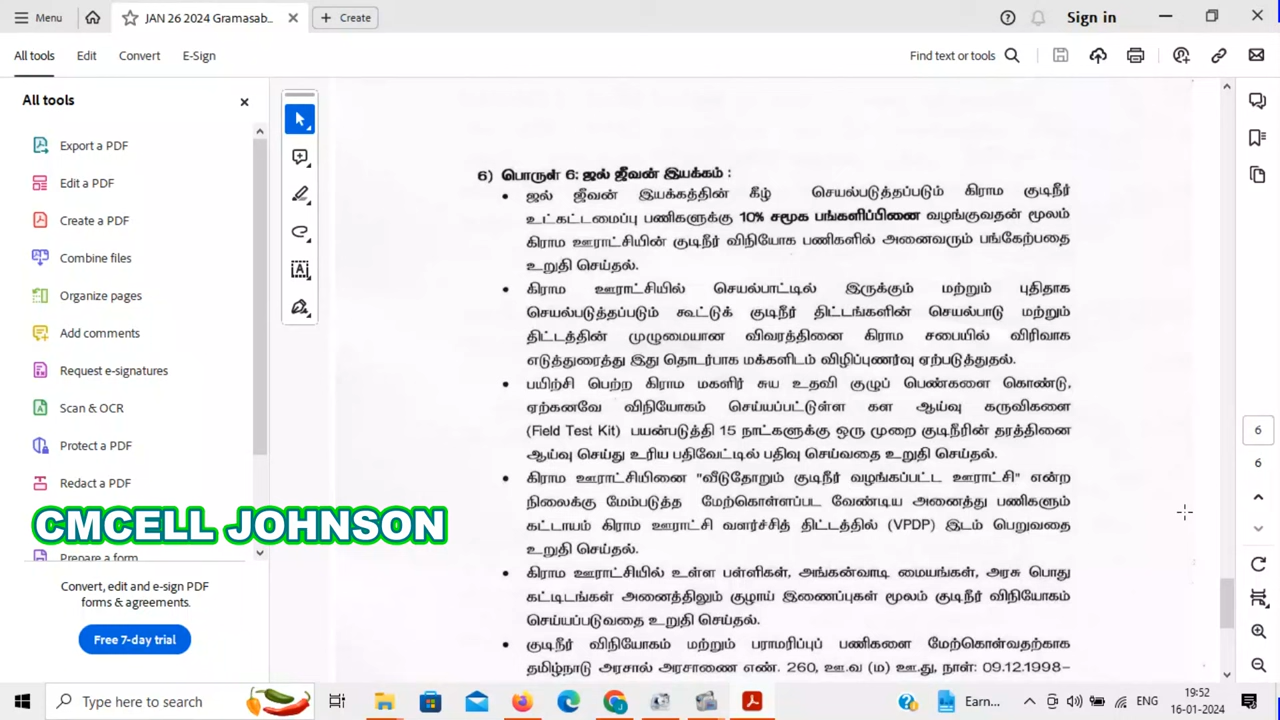 Menu
JAN 26 2024 Gramasab...
Create
Sign in
All tools
Edit
Convert
E-Sign
Find text or tools
All tools
Export a PDF
Edit a PDF
Create a PDF
Combine files
Organize pages
Add comments
Request e-signatures
Scan & OCR
Protect a PDF
Redact a PDF
CMCELL JOHNSON
Prepare a form
Convert, edit and e-sign PDF
forms & agreements.
Free 7-day trial
6) பொருள் 6: ஜல் ஜீவன் இயக்கம் :
• ஜல் ஜீவன் இயக்கத்தின் கீழ் செயல்படுத்தப்படும் கிராம குடிநீர்
உட்கட்டமைப்பு பணிகளுக்கு 10% சமூக பங்களிப்பினை வழங்குவதன் மூலம்
கிராம ஊராட்சியின் குடிநீர் விநியோக பணிகளில் அனைவரும் பங்கேற்பதை
உறுதி செய்தல்.
• கிராம ஊராட்சியில் செயல்பாட்டில் இருக்கும் மற்றும் புதிதாக
செயல்படுத்தப்படும் கூட்டுக் குடிநீர் திட்டங்களின் செயல்பாடு மற்றும்
திட்டத்தின் முழுமையான விவரத்தினை கிராம சபையில் விரிவாக
எடுத்துரைத்து இது தொடர்பாக மக்களிடம் விழிப்புணர்வு ஏற்படுத்துதல்.
• பயிற்சி பெற்ற கிராம மகளிர் சுய உதவி குழுப் பெண்களை கொண்டு,
ஏற்கனவே விநியோகம் செய்யப்பட்டுள்ள கள ஆய்வு கருவிகளை
(Field Test Kit) பயன்படுத்தி 15 நாட்களுக்கு ஒரு முறை குடிநீரின் தரத்தினை
ஆய்வு செய்து உரிய பதிவேட்டில் பதிவு செய்வதை உறுதி செய்தல்.
• கிராம ஊராட்சியினை "வீடுதோறும் குடிநீர் வழங்கப்பட்ட ஊராட்சி" என்ற
நிலைக்கு மேம்படுத்த மேற்கொள்ளப்பட வேண்டிய அனைத்து பணிகளும்
கட்டாயம் கிராம ஊராட்சி வளர்ச்சித் திட்டத்தில் (VPDP) இடம் பெறுவதை
உறுதி செய்தல்.
• கிராம ஊராட்சியில் உள்ள பள்ளிகள், அங்கன்வாடி மையங்கள், அரசு பொது
கட்டிடங்கள் அனைத்திலும் குழாய் இணைப்புகள் மூலம் குடிநீர் விநியோகம்
செய்யப்படுவதை உறுதி செய்தல்.
• குடிநீர் விநியோகம் மற்றும் பராமரிப்புப் பணிகளை மேற்கொள்வதற்காக
தமிழ்நாடு அரசால் அரசாணை எண். 260, ஊ.வ (ம) ஊ.து, நாள்: 09.12.1998–
6
6
Type here to search
Earn...
ENG
19:52
16-01-2024